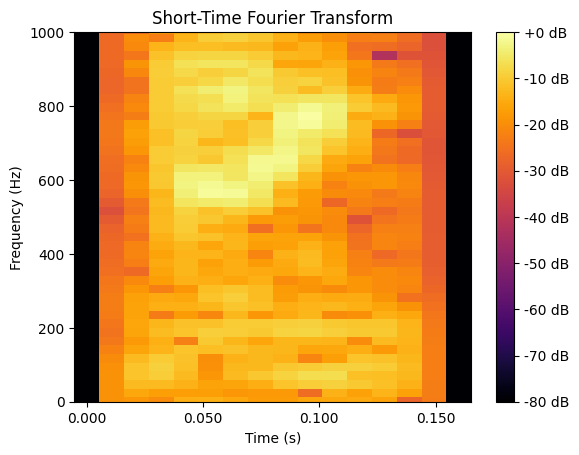 Short-Time Fourier Transform
1000
800
600
400
200
0
Frequency (Hz)
0.000
0.050
0.100
0.150
Time (s)
+0 dB
-10 dB
-20 dB
-30 dB
-40 dB
-50 dB
-60 dB
-70 dB
-80 dB